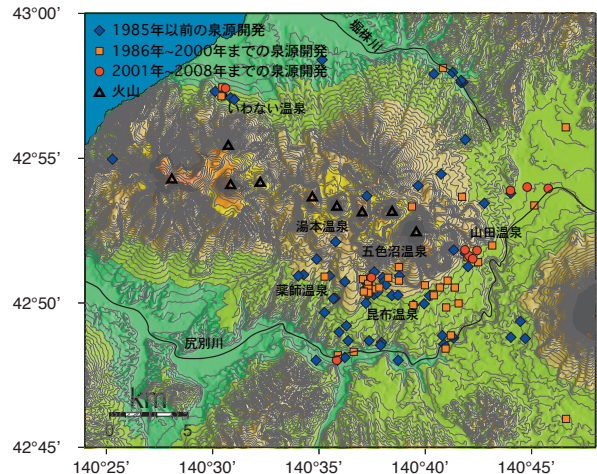 43°00’
1985年以前の泉源開発
1986年~2000年までの泉源開発
2001年~2008年までの泉源開発
火山
堀株川
いわない温泉
42°55’
湯本温泉
五色沼温泉
山田温泉
薬師温泉
昆布温泉
42°50’
尻別川
km
0 5
42°45’
140°25’ 140°30’ 140°35’ 140°40’ 140°45’